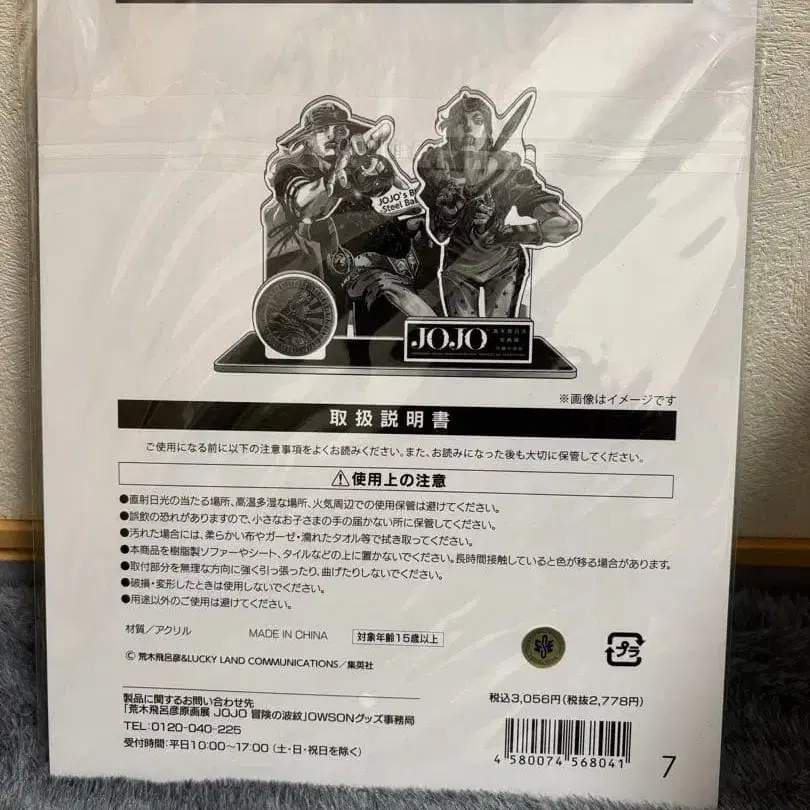 JOJO's B
Steel Ba
JOJO
※画像はイメージです
取扱説明書
ご使用になる前に以下の注意事項をよくお読みください。また、お読みになった後も大切に保管してください。
⚠使用上の注意
●直射日光の当たる場所、高温多湿な場所、火気周辺での使用保管は避けてください。
●誤飲の恐れがありますので、小さなお子さまの手の届かない所に保管してください。
●汚れた場合には、柔らかい布やガーゼ・濡れたタオル等で拭き取ってください。
●本商品を樹脂製ソファーやシート、タイルなどの上に置かないでください。長時間接触していると色が移る場合があります。
●取付部分を無理な方向に強く引っ張ったり、曲げたりしないでください。
●破損・変形したときは使用しないでください。
●用途以外のご使用は避けてください。
材質／アクリル MADE IN CHINA 対象年齢15歳以上
© 荒木飛呂彦&LUCKY LAND COMMUNICATIONS／集英社
プラ
製品に関するお問い合わせ先
「荒木飛呂彦原画展 JOJO 冒険の波紋」OWSONグッズ事務局
TEL:0120-040-225
受付時間:平日10:00〜17:00 (土・日・祝日を除く)
税込3,056円(税抜2,778円)
4 580074 568041
7